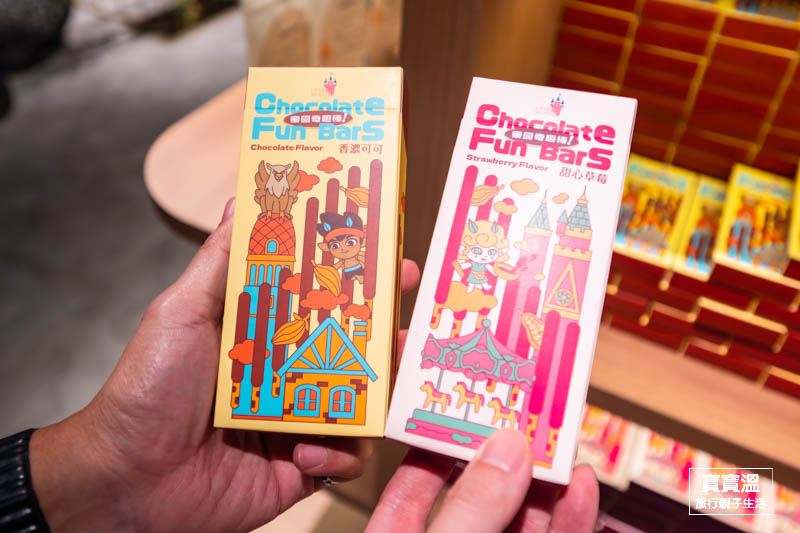 Chocolate
Fun Bars
樂園奇趣棒!
Chocolate Flavor
香濃可可
Chocolate
Fun Bars
樂園奇趣棒!
Strawberry Flavor
甜心草莓
寶寶溫
旅行親子生活